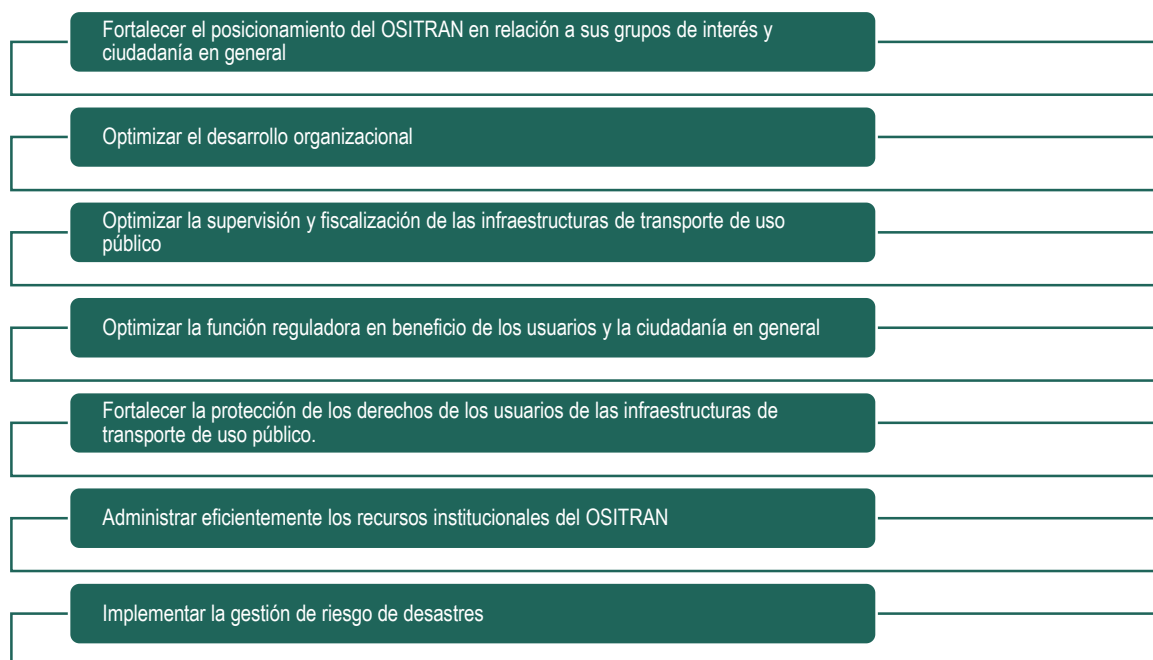 Fortalecer el posicionamiento del OSITRAN en relación a sus grupos de interés y
ciudadanía en general
Optimizar el desarrollo organizacional
Optimizar la supervisión y fiscalización de las infraestructuras de transporte de uso
público
Optimizar la función reguladora en beneficio de los usuarios y la ciudadanía en general
Fortalecer la protección de los derechos de los usuarios de las infraestructuras de
transporte de uso público.
Administrar eficientemente los recursos institucionales del OSITRAN
Implementar la gestión de riesgo de desastres